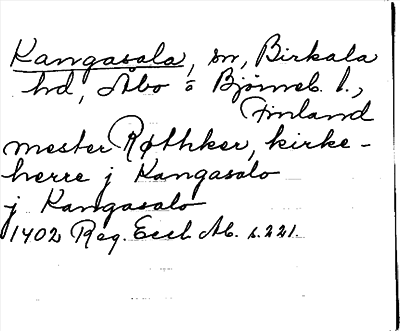 Kangasala, sn, Birkala
hd, Åbo o Björneb. l.,
Finland
mester Røthker, kirke-
herre j Kangasalo
j Kangasalo
1402 Reg. Eccl. Ab. s. 221.